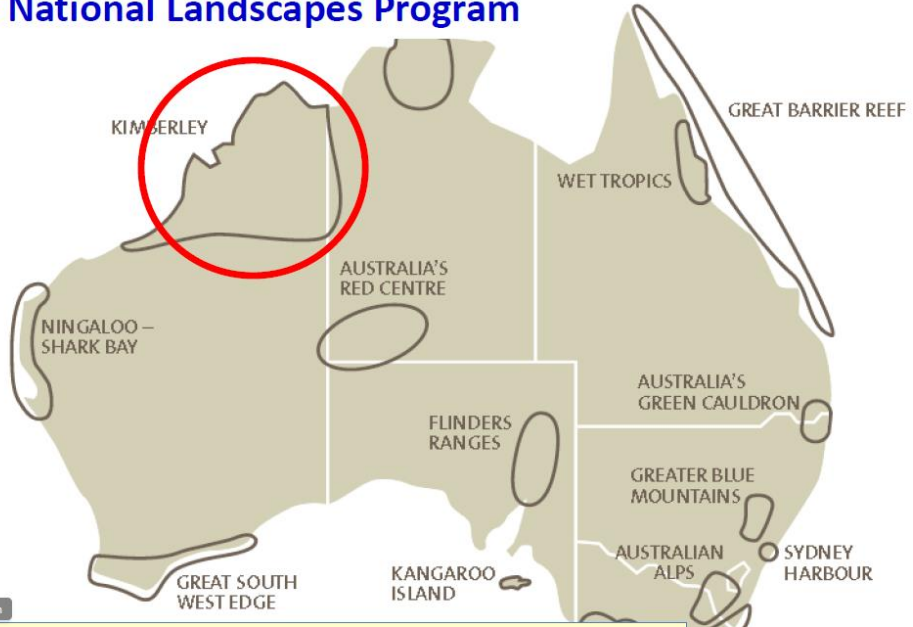 National Landscapes Program
KIMBERLEY
GREAT BARRIER REEF
WET TROPICS
AUSTRALIA'S
RED CENTRE
NINGALOO –
SHARK BAY
AUSTRALIA'S
GREEN CAULDRON
FLINDERS
RANGES
GREATER BLUE
MOUNTAINS
AUSTRALIAN
ALPS
SYDNEY
HARBOUR
KANGAROO
ISLAND
GREAT SOUTH
WEST EDGE